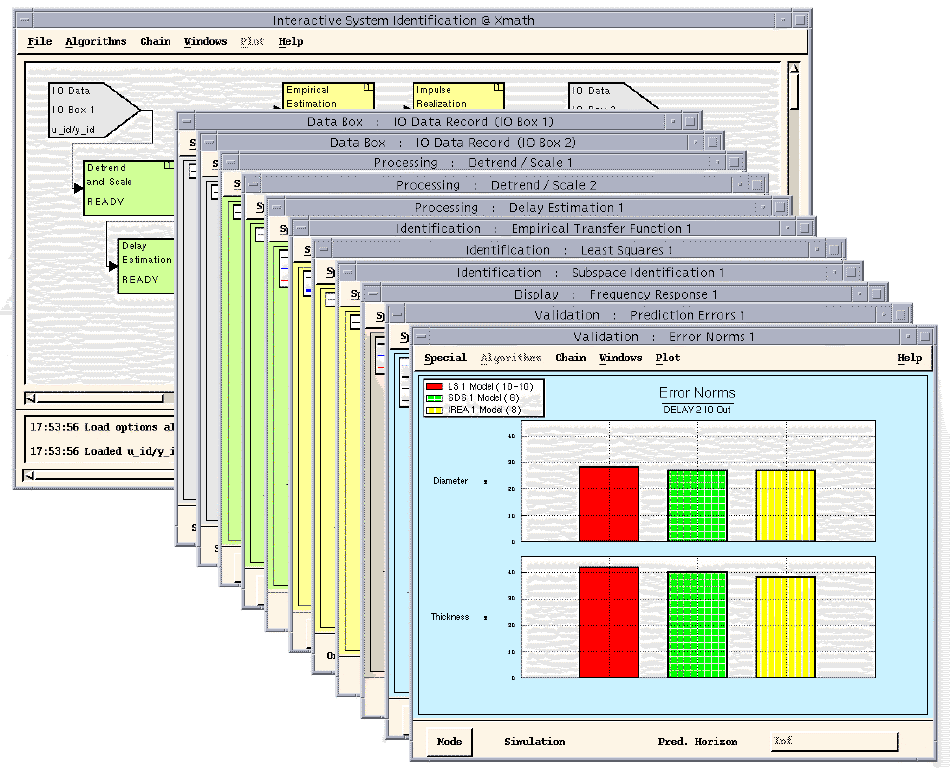 Interactive System Identification @ Xmath
File Algorithms Chain Windows Plot Help
IO Data
IO Box 1
u_id/y_id
Empirical
Estimation
Impulse
Realization
IO Data
Detrend
and Scale
READY
Delay
Estimation
READY
17:53:56 Load options
17:53:56 Loaded
Data Box : IO Data Record (IO Box 1)
Data Box : IO Data Record (IO Box 2)
Processing : Detrend / Scale 1
Processing : Detrend / Scale 2
Processing : Delay Estimation 1
Identification : Empirical Transfer Function 1
Identification : Least Squares 1
Identification : Subspace Identification 1
Display : Frequency Response 1
Validation : Prediction Errors 1
Validation : Error Norms 1
Special Algorithms Chain Windows Plot Help
LS 1 Model (10-10)
SDS 1 Model (6)
IREA 1 Model (8)
Error Norms
DELAY 2 IO Out
40
30
Diameter %
20
10
0
40
30
Thickness %
20
10
0
Mode Simulation Pred. Horizon Inf